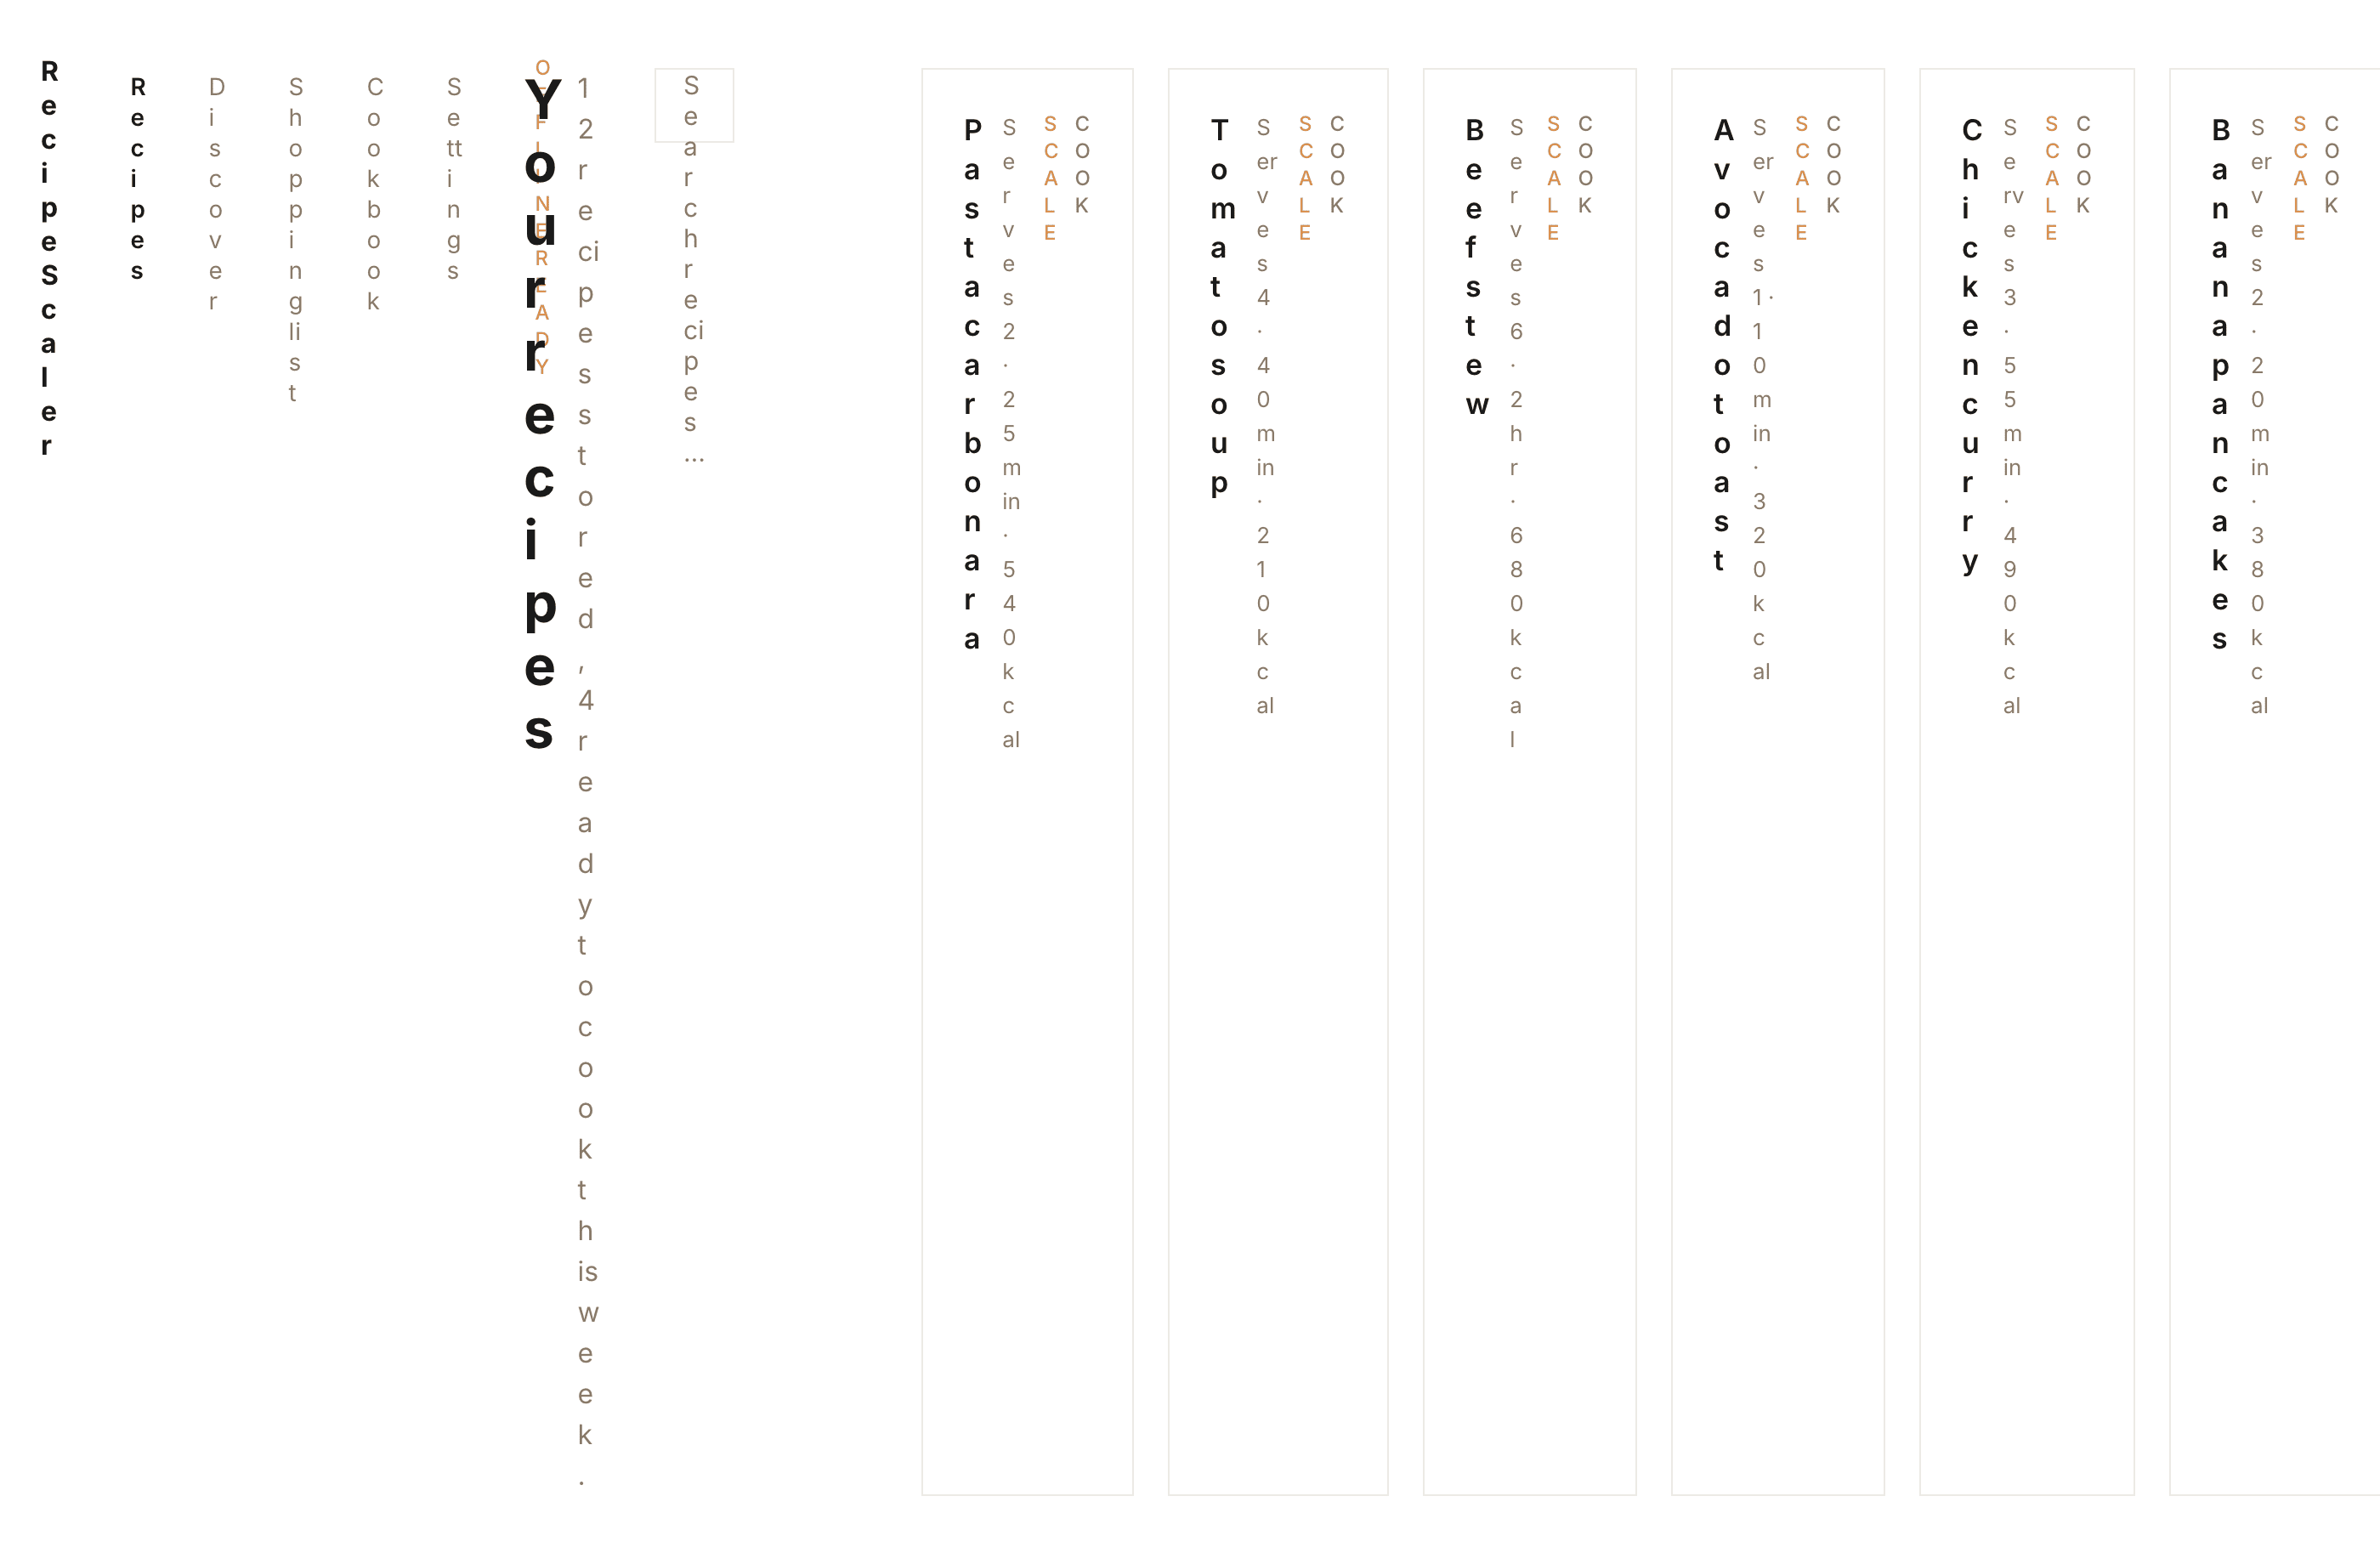 RecipeScaler
Recipes
Discover
Shopping list
Cookbook
Settings
OFFLINE READY
Your recipes
12 recipes stored, 4 ready to cook this week.
Search recipes...
Pasta carbonara
Serves 2 · 25 min · 540 kcal
SCALE
COOK
Tomato soup
Serves 4 · 40 min · 210 kcal
SCALE
COOK
Beef stew
Serves 6 · 2 hr · 680 kcal
SCALE
COOK
Avocado toast
Serves 1 · 10 min · 320 kcal
SCALE
COOK
Chicken curry
Serves 3 · 55 min · 490 kcal
SCALE
COOK
Banana pancakes
Serves 2 · 20 min · 380 kcal
SCALE
COOK